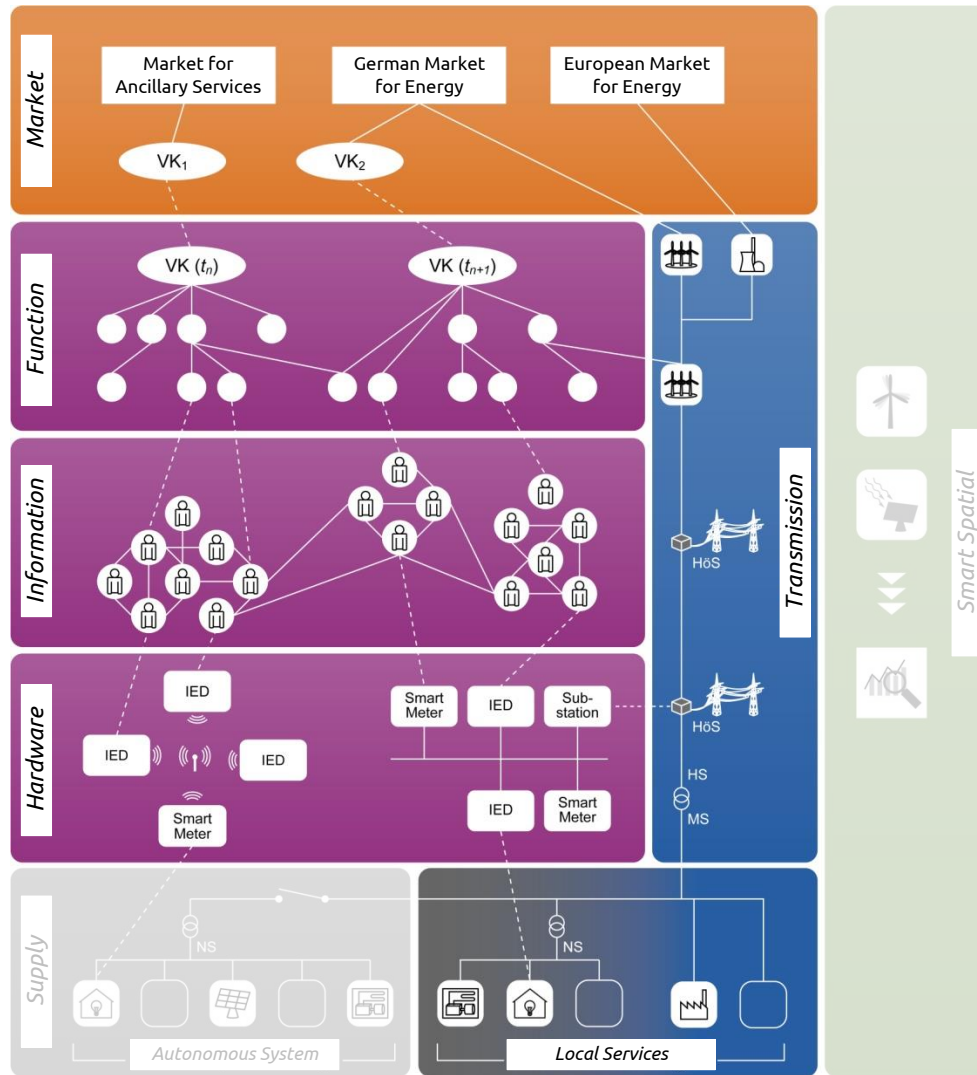 Market
Market for
Ancillary Services
German Market
for Energy
European Market
for Energy
VK₁
VK₂
Function
VK (tₙ)
VK (tₙ₊₁)
Information
Transmission
HöS
HöS
HS
MS
Hardware
IED
IED
IED
Smart
Meter
Smart
Meter
IED
Sub-
station
IED
Smart
Meter
Supply
NS
Autonomous System
NS
Local Services
Smart Spatial